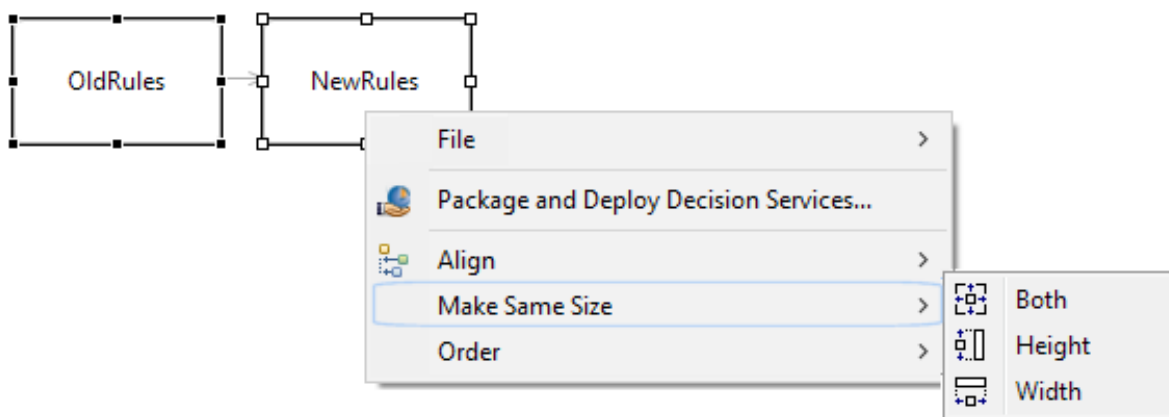 OldRules
NewRules
File
Package and Deploy Decision Services...
Align
Make Same Size
Order
Both
Height
Width